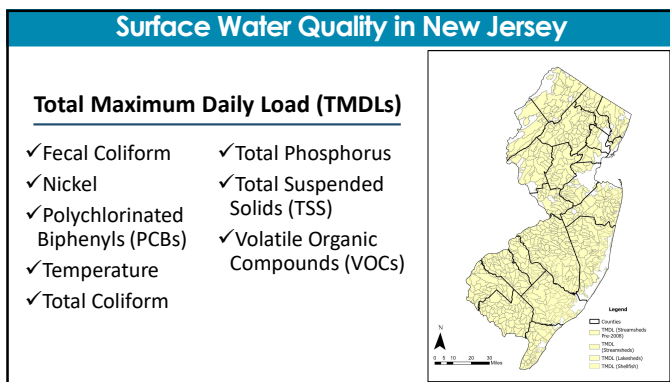 Surface Water Quality in New Jersey
Total Maximum Daily Load (TMDLs)
✓Fecal Coliform
✓Nickel
✓Polychlorinated
Biphenyls (PCBs)
✓Temperature
✓Total Coliform
✓Total Phosphorus
✓Total Suspended
Solids (TSS)
✓Volatile Organic
Compounds (VOCs)
Legend
Counties
TMDL (Streamsheds
Pre-2008)
TMDL
(Streamsheds)
TMDL (Lakesheds)
TMDL (Shellfish)
N
0 5 10 20 30
Miles